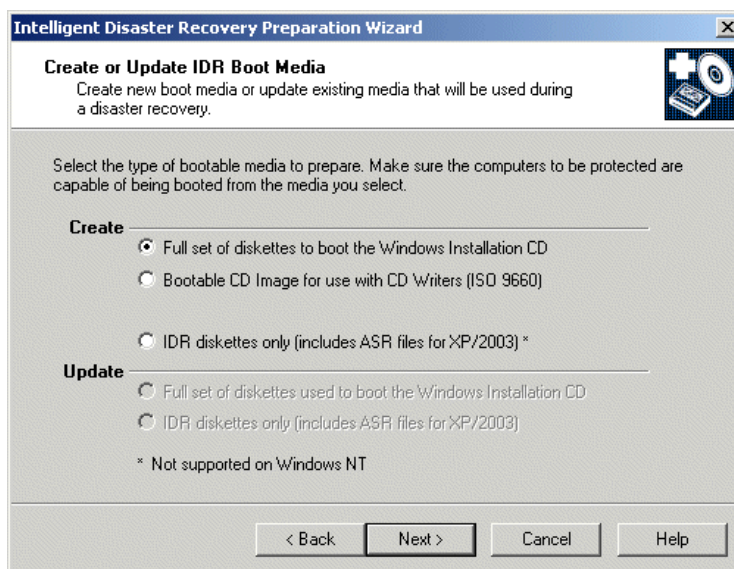 Intelligent Disaster Recovery Preparation Wizard
Create or Update IDR Boot Media
Create new boot media or update existing media that will be used during
a disaster recovery.
Select the type of bootable media to prepare. Make sure the computers to be protected are
capable of being booted from the media you select.
Create
Full set of diskettes to boot the Windows Installation CD
Bootable CD Image for use with CD Writers (ISO 9660)
IDR diskettes only (includes ASR files for XP/2003) *
Update
Full set of diskettes used to boot the Windows Installation CD
IDR diskettes only (includes ASR files for XP/2003)
* Not supported on Windows NT
< Back Next > Cancel Help